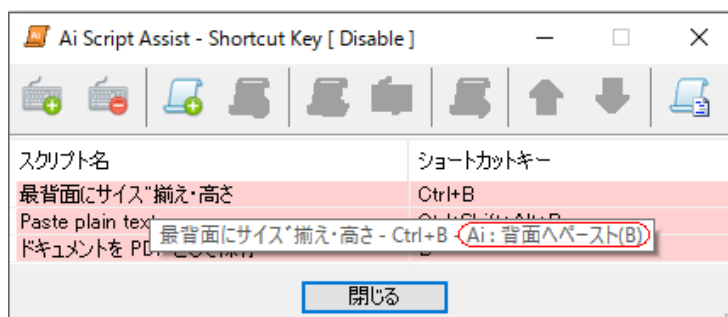 Ai Script Assist - Shortcut Key [ Disable ]
スクリプト名 ショートカットキー
最背面にサイズ揃え・高さ Ctrl+B
Paste plain
最背面にサイズ揃え・高さ - Ctrl+B - Ai : 背面へペースト(B)
ドキュメントを
閉じる